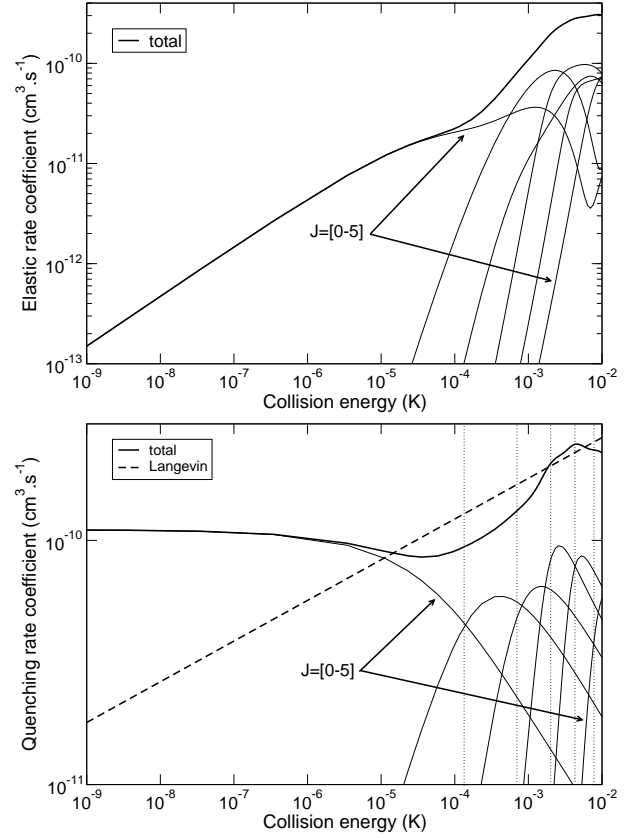 total
Elastic rate coefficient (cm³.s⁻¹)
10⁻¹⁰
10⁻¹¹
10⁻¹²
10⁻¹³
J=[0-5]
10⁻⁹ 10⁻⁸ 10⁻⁷ 10⁻⁶ 10⁻⁵ 10⁻⁴ 10⁻³ 10⁻²
Collision energy (K)
total
Langevin
Quenching rate coefficient (cm³.s⁻¹)
10⁻¹⁰
10⁻¹¹
J=[0-5]
10⁻⁹ 10⁻⁸ 10⁻⁷ 10⁻⁶ 10⁻⁵ 10⁻⁴ 10⁻³ 10⁻²
Collision energy (K)